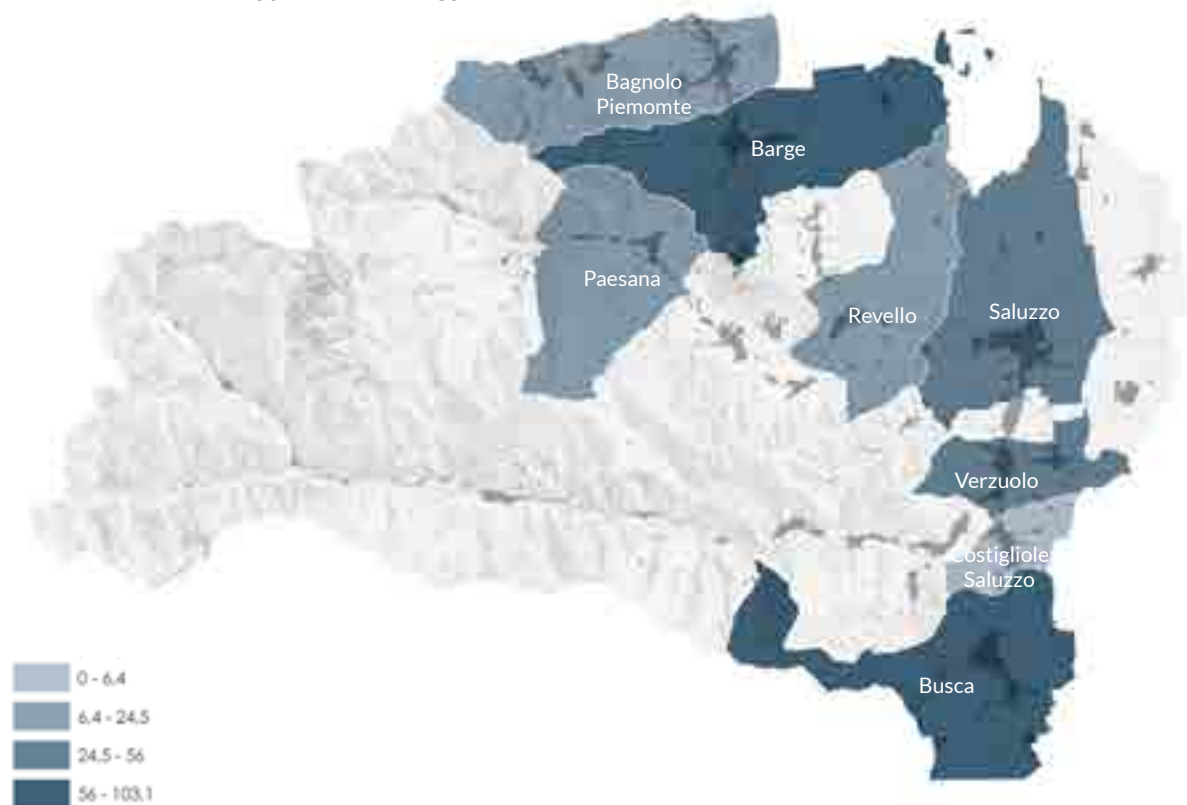 Bagnolo
Piemomte
Barge
Paesana
Revello
Saluzzo
Verzuolo
Costigliole
Saluzzo
Busca
0 - 6.4
6.4 - 24.5
24.5 - 56
56 - 103.1